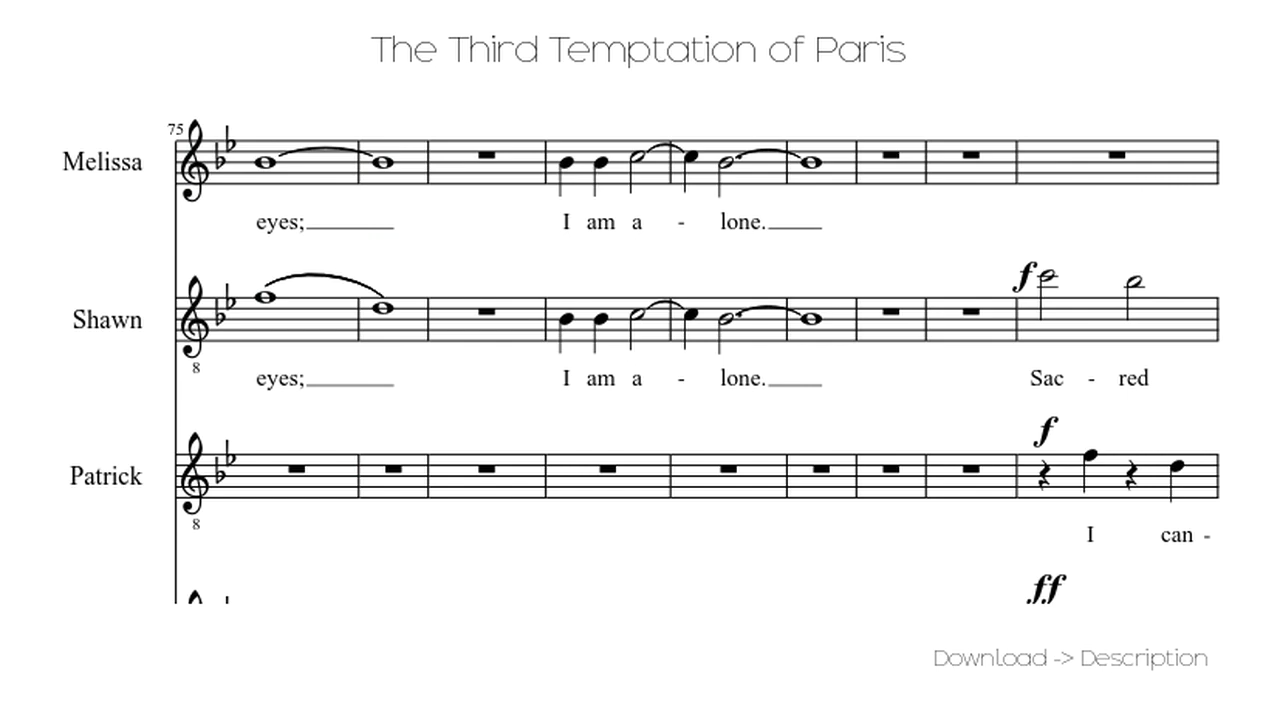 The Third Temptation of Paris
75
Melissa
eyes; I am a - lone.
Shawn
f
8
eyes; I am a - lone. Sac - red
f
Patrick
8
I can -
ff
Download -> Description